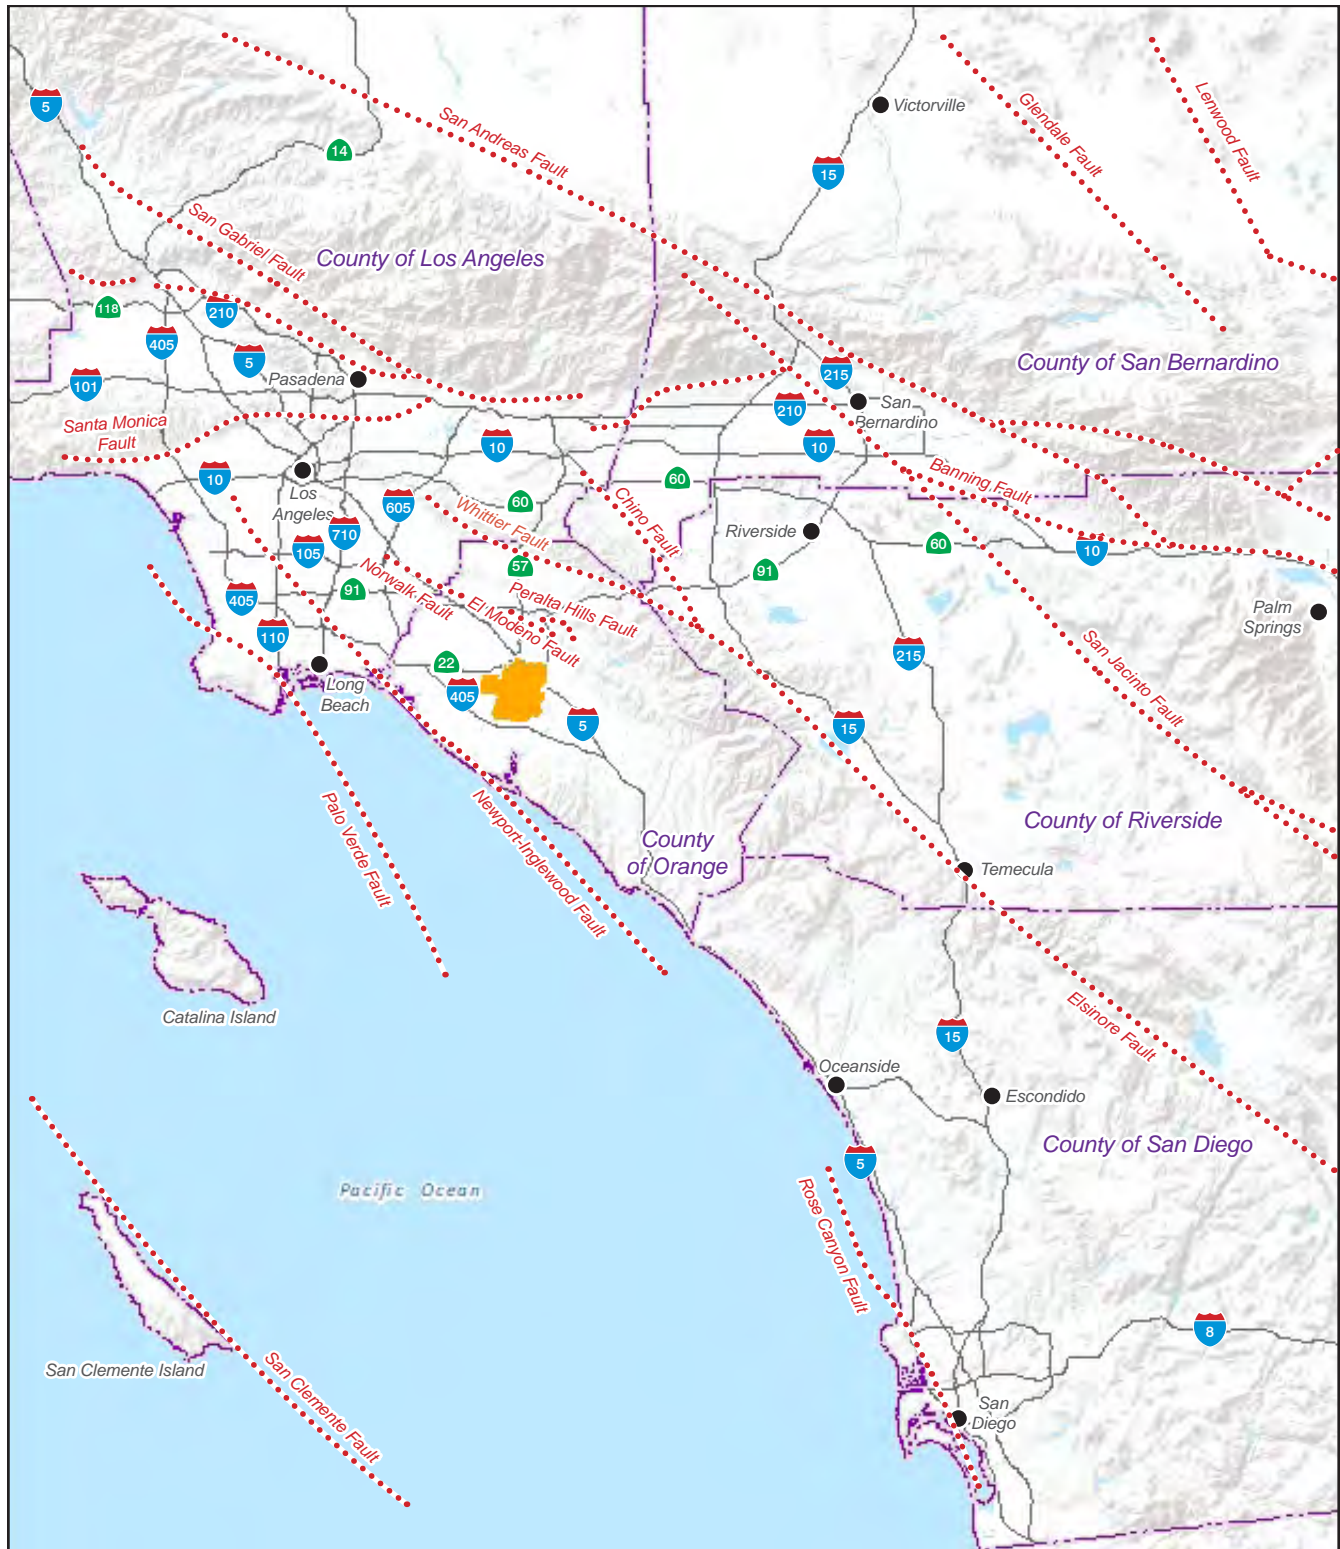 5
14
San Andreas Fault
Victorville
15
Glendale Fault
Lenwood Fault
San Gabriel Fault
County of Los Angeles
118
210
405
5
101
Pasadena
215
County of San Bernardino
210
San
Bernardino
Santa Monica
Fault
10
10
10
Los
Angeles
605
60
60
Banning Fault
Whittier Fault
Chino Fault
710
105
Riverside
60
10
57
91
91
Norwalk Fault
Peralta Hills Fault
El Modeno Fault
405
110
Palm
Springs
22
215
San Jacinto Fault
Long
Beach
405
5
15
Palo Verde Fault
Newport-Inglewood Fault
County
of Orange
County of Riverside
Temecula
Catalina Island
Elsinore Fault
15
Oceanside
Escondido
County of San Diego
5
Pacific Ocean
Rose Canyon Fault
8
San Clemente Island
San Clemente Fault
San
Diego